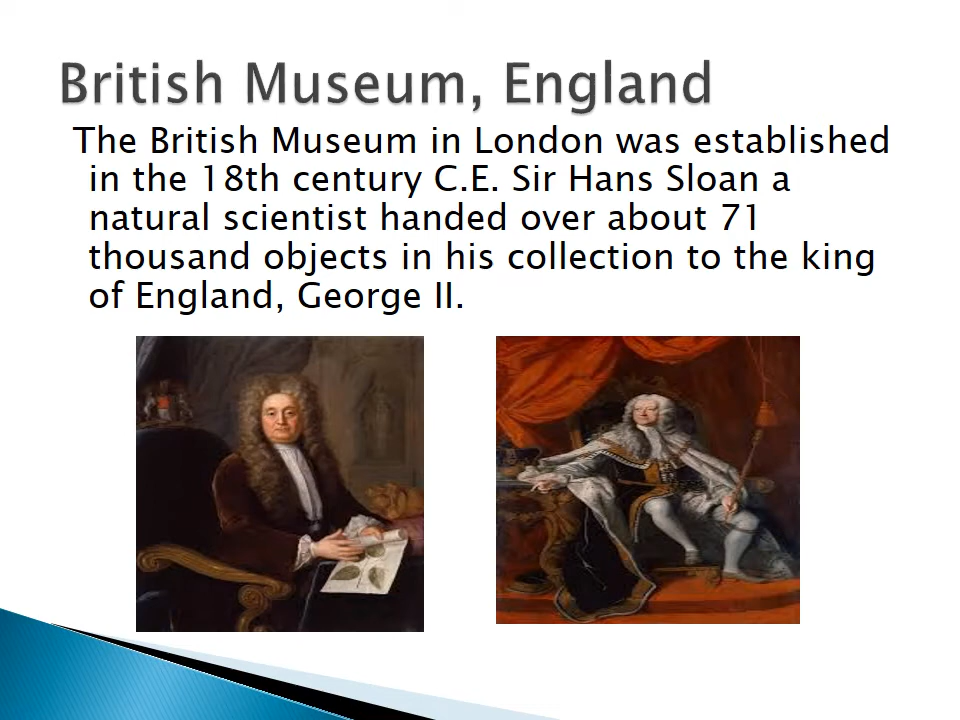 British Museum, England
The British Museum in London was established
in the 18th century C.E. Sir Hans Sloan a
natural scientist handed over about 71
thousand objects in his collection to the king
of England, George II.